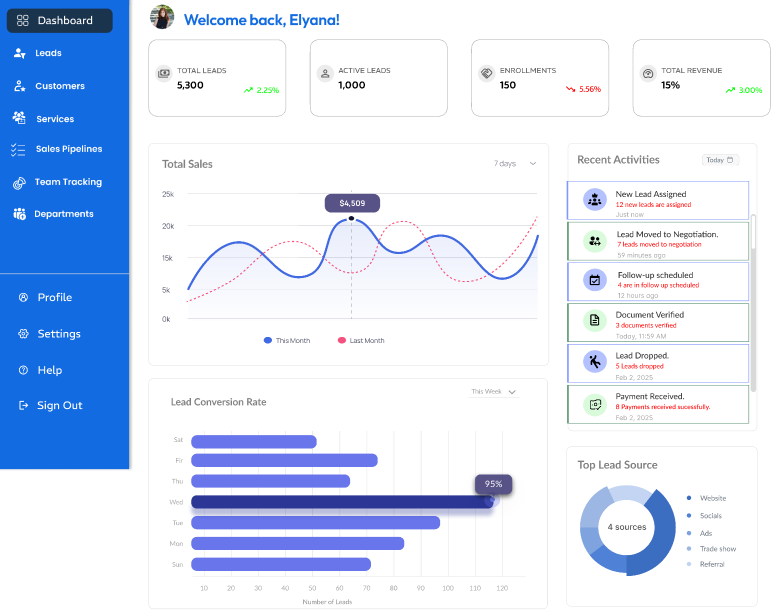 Dashboard
Leads
Customers
Services
Sales Pipelines
Team Tracking
Departments
Profile
Settings
Help
Sign Out
Welcome back, Elyana!
TOTAL LEADS
5,300
2.25%
ACTIVE LEADS
1,000
ENROLLMENTS
150
5.56%
TOTAL REVENUE
15%
3.00%
Total Sales
7 days
25k
20k
15k
5k
0k
$4,509
This Month
Last Month
Lead Conversion Rate
This Week
Sat
Fir
Thu
Wed
Tue
Mon
Sun
95%
10 20 30 40 50 60 70 80 90 100 110 120
Number of Leads
Recent Activities
Today
New Lead Assigned
12 new leads are assigned
Just now
Lead Moved to Negotiation.
7 leads moved to negotiation
59 minutes ago
Follow-up scheduled
4 are in follow up scheduled
12 hours ago
Document Verified
3 documents verified
Today, 11:59 AM
Lead Dropped.
5 Leads dropped
Feb 2, 2025
Payment Received.
8 Payments received sucessfully.
Feb 2, 2025
Top Lead Source
4 sources
Website
Socials
Ads
Trade show
Referral